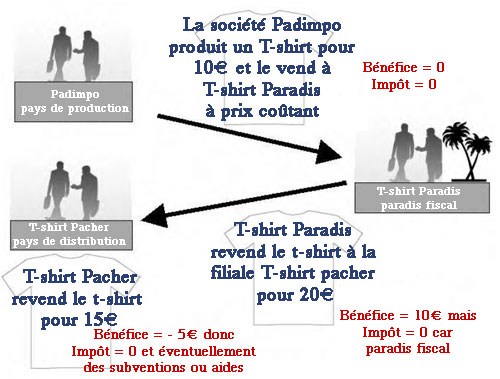 La société Padimpo
produit un T-shirt pour
10€ et le vend à
T-shirt Paradis
à prix coûtant
Bénéfice = 0
Impôt = 0
Padimpo
pays de production
T-shirt Paradis
paradis fiscal
T-shirt Pacher
pays de distribution
T-shirt Paradis
revend le t-shirt à la
filiale T-shirt pacher
pour 20€
T-shirt Pacher
revend le t-shirt
pour 15€
Bénéfice = 10€ mais
Impôt = 0 car
paradis fiscal
Bénéfice = - 5€ donc
Impôt = 0 et éventuellement
des subventions ou aides